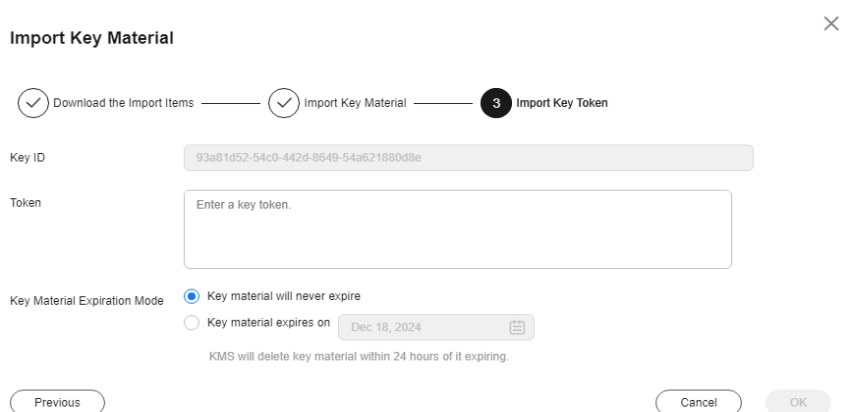 Import Key Material
Download the Import Items
Import Key Material
3 Import Key Token
Key ID 93a81d52-54c0-442d-8649-54a621880d8e
Token Enter a key token.
Key Material Expiration Mode Key material will never expire
Key material expires on Dec 18, 2024
KMS will delete key material within 24 hours of it expiring.
Previous Cancel OK